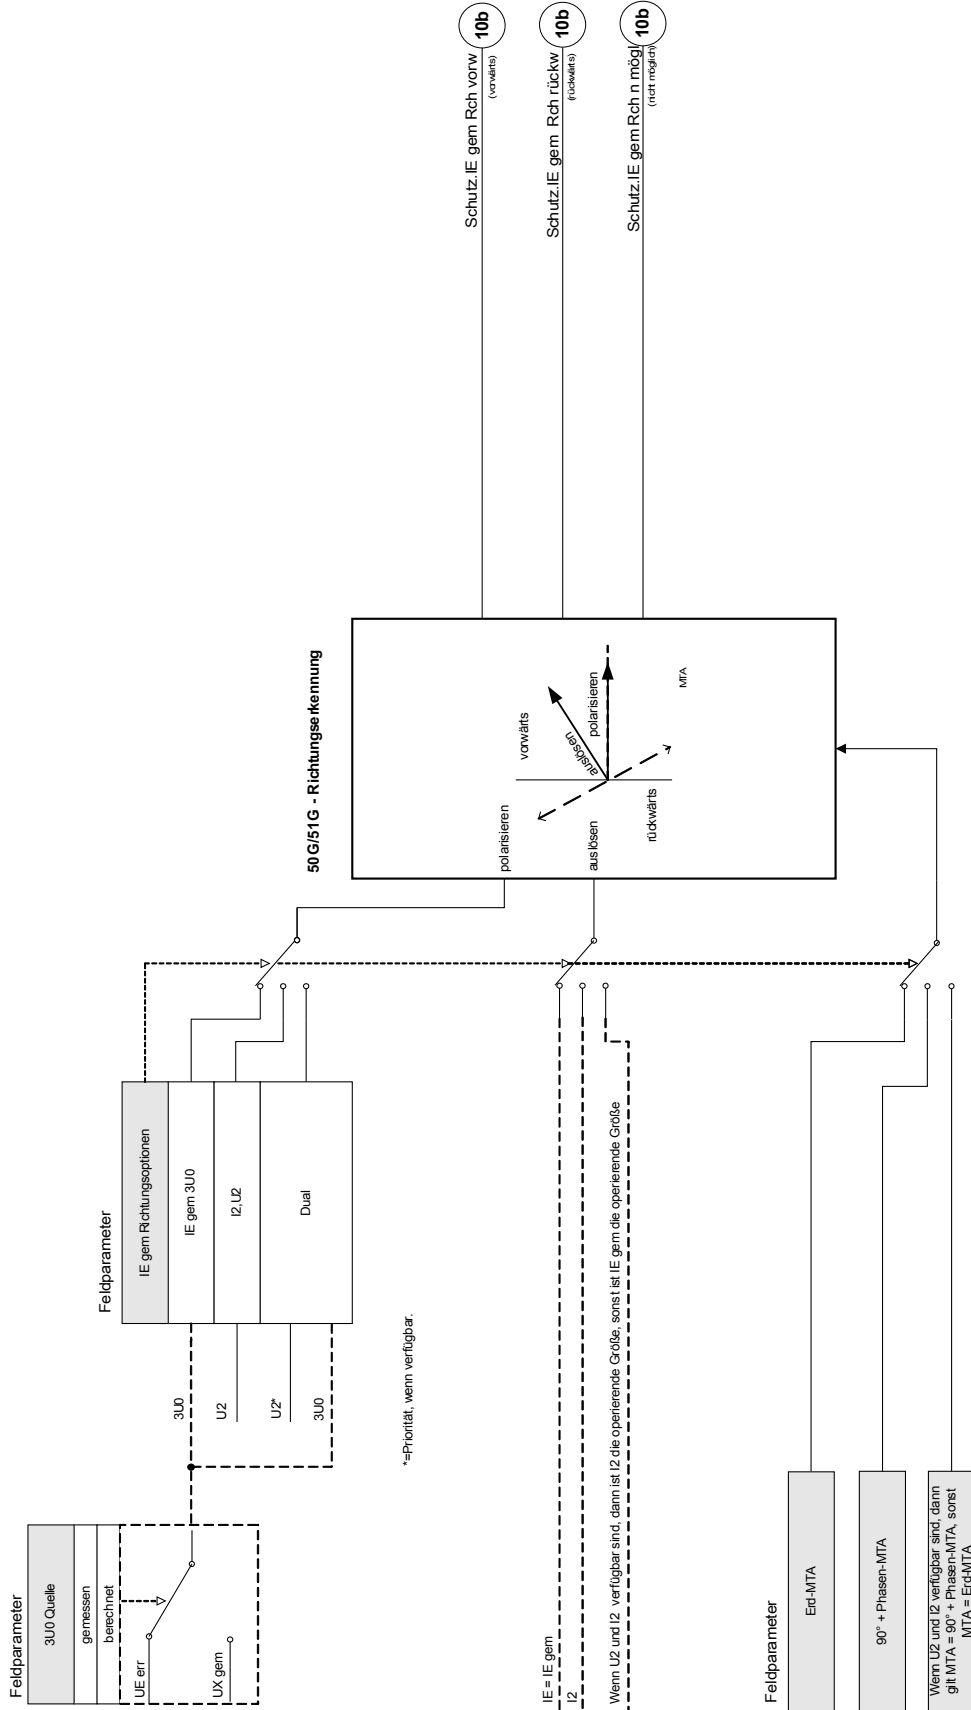 Feldparameter
3U0 Quelle
gemessen
berechnet
UE err
UX gem
Feldparameter
IE gem Richtungsoptionen
IE gem 3U0
I2,U2
Dual
3U0
U2
U2*
3U0
*=Priorität, wenn verfügbar.
IE = IE gem
I2
Wenn U2 und I2 verfügbar sind, dann ist I2 die operierende Größe, sonst ist IE gem die operierende Größe
Feldparameter
Erd-MTA
90° + Phasen-MTA
Wenn U2 und I2 verfügbar sind, dann
gilt MTA = 90° + Phasen-MTA, sonst
MTA = Erd-MTA
50G/51G - Richtungserkennung
polarisieren
auslösen
vorwärts
auslösen
polarisieren
rückwärts
MTA
Schutz.IE gem Rch vorw
(vorwärts)
10b
Schutz.IE gem Rch rückw
(rückwärts)
10b
Schutz.IE gem Rch n mögl
(nicht möglich)
10b